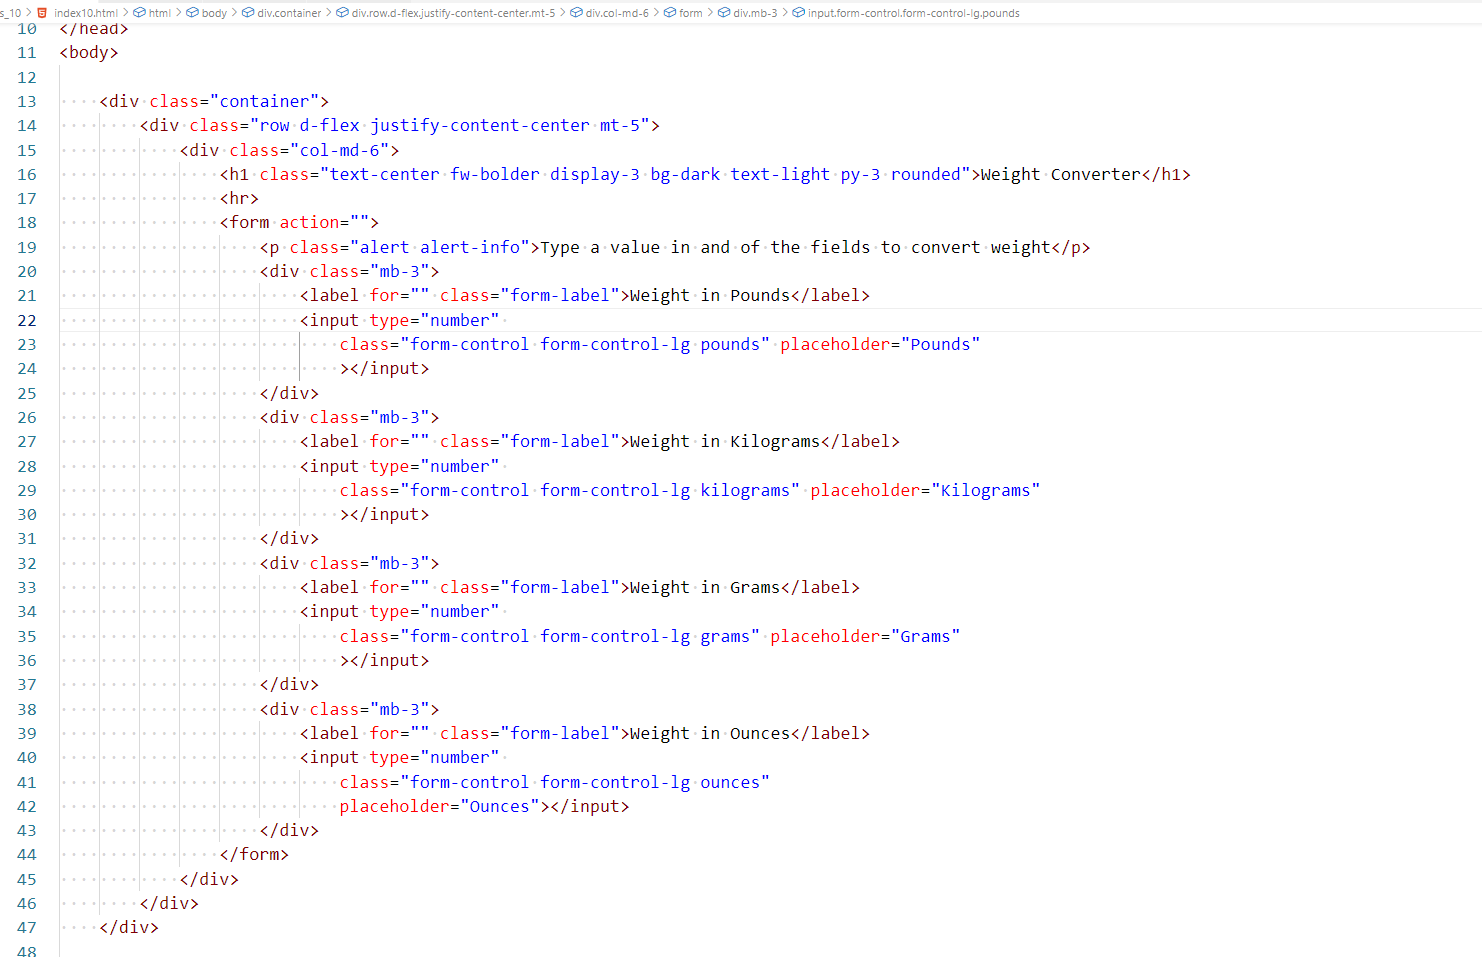 s_10 > index10.html > html > body > div.container > div.row.d-flex.justify-content-center.mt-5 > div.col-md-6 > form > div.mb-3 > input.form-control.form-control-lg.pounds
10 </head>
11 <body>
12
13 <div class="container">
14 <div class="row d-flex justify-content-center mt-5">
15 <div class="col-md-6">
16 <h1 class="text-center fw-bolder display-3 bg-dark text-light py-3 rounded">Weight Converter</h1>
17 <hr>
18 <form action="">
19 <p class="alert alert-info">Type a value in and of the fields to convert weight</p>
20 <div class="mb-3">
21 <label for="" class="form-label">Weight in Pounds</label>
22 <input type="number"
23 class="form-control form-control-lg pounds" placeholder="Pounds"
24 ></input>
25 </div>
26 <div class="mb-3">
27 <label for="" class="form-label">Weight in Kilograms</label>
28 <input type="number"
29 class="form-control form-control-lg kilograms" placeholder="Kilograms"
30 ></input>
31 </div>
32 <div class="mb-3">
33 <label for="" class="form-label">Weight in Grams</label>
34 <input type="number"
35 class="form-control form-control-lg grams" placeholder="Grams"
36 ></input>
37 </div>
38 <div class="mb-3">
39 <label for="" class="form-label">Weight in Ounces</label>
40 <input type="number"
41 class="form-control form-control-lg ounces"
42 placeholder="Ounces"></input>
43 </div>
44 </form>
45 </div>
46 </div>
47 </div>
48